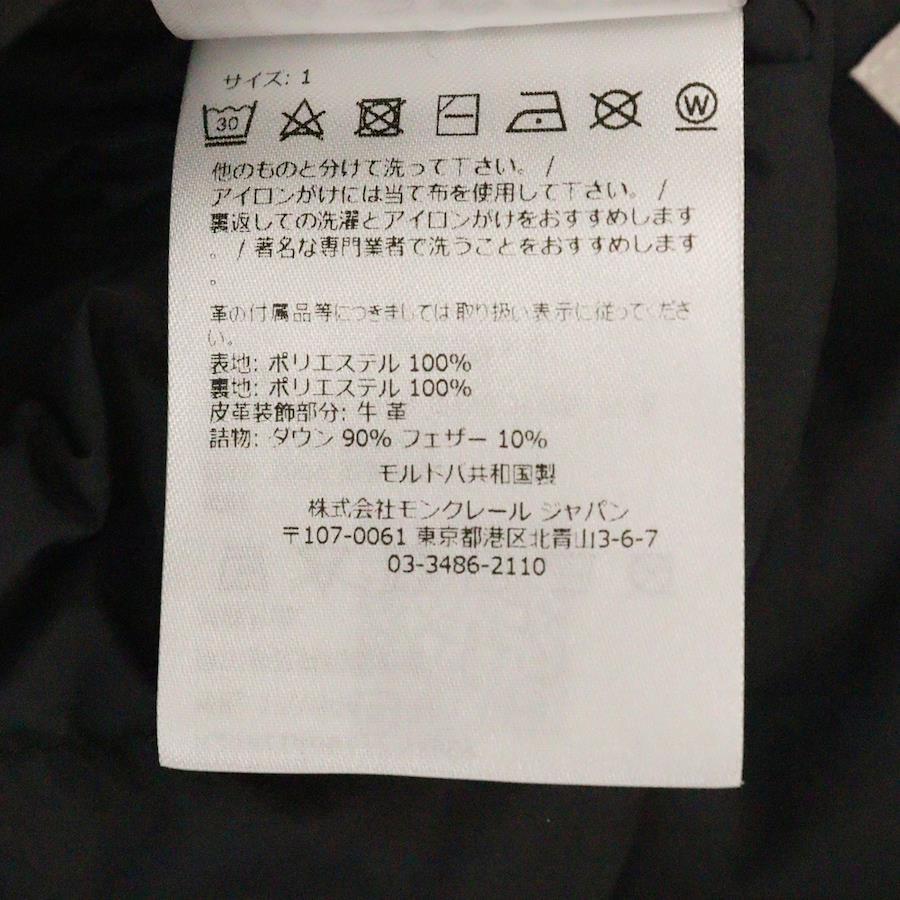 サイズ: 1
30
W
他のものと分けて洗って下さい。 /
アイロンがけには当て布を使用して下さい。 /
裏返しての洗濯とアイロンがけをおすすめします
。 / 著名な専門業者で洗うことをおすすめします
。
革の付属品等につきましては取り扱い表示に従ってくださ
い。
表地: ポリエステル 100%
裏地: ポリエステル 100%
皮革装飾部分: 牛 革
詰物: ダウン 90% フェザー 10%
モルドバ共和国製
株式会社モンクレール ジャパン
〒107-0061 東京都港区北青山3-6-7
03-3486-2110